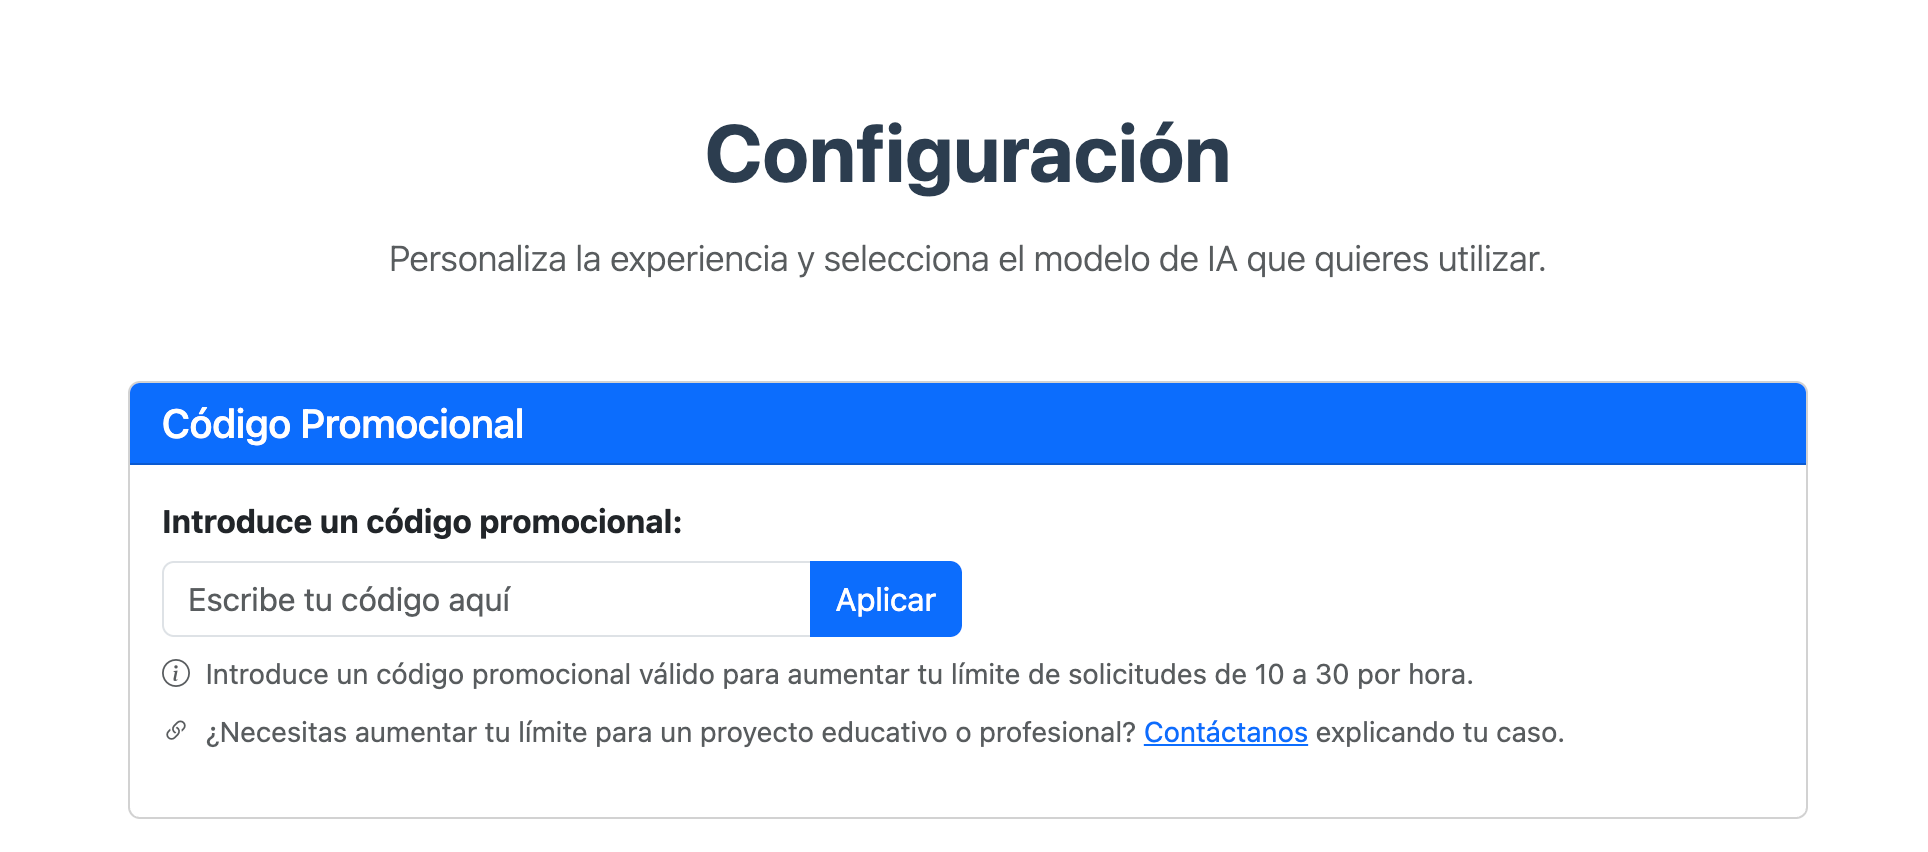 Configuración
Personaliza la experiencia y selecciona el modelo de IA que quieres utilizar.
Código Promocional
Introduce un código promocional:
Escribe tu código aquí
Aplicar
Introduce un código promocional válido para aumentar tu límite de solicitudes de 10 a 30 por hora.
¿Necesitas aumentar tu límite para un proyecto educativo o profesional? Contáctanos explicando tu caso.